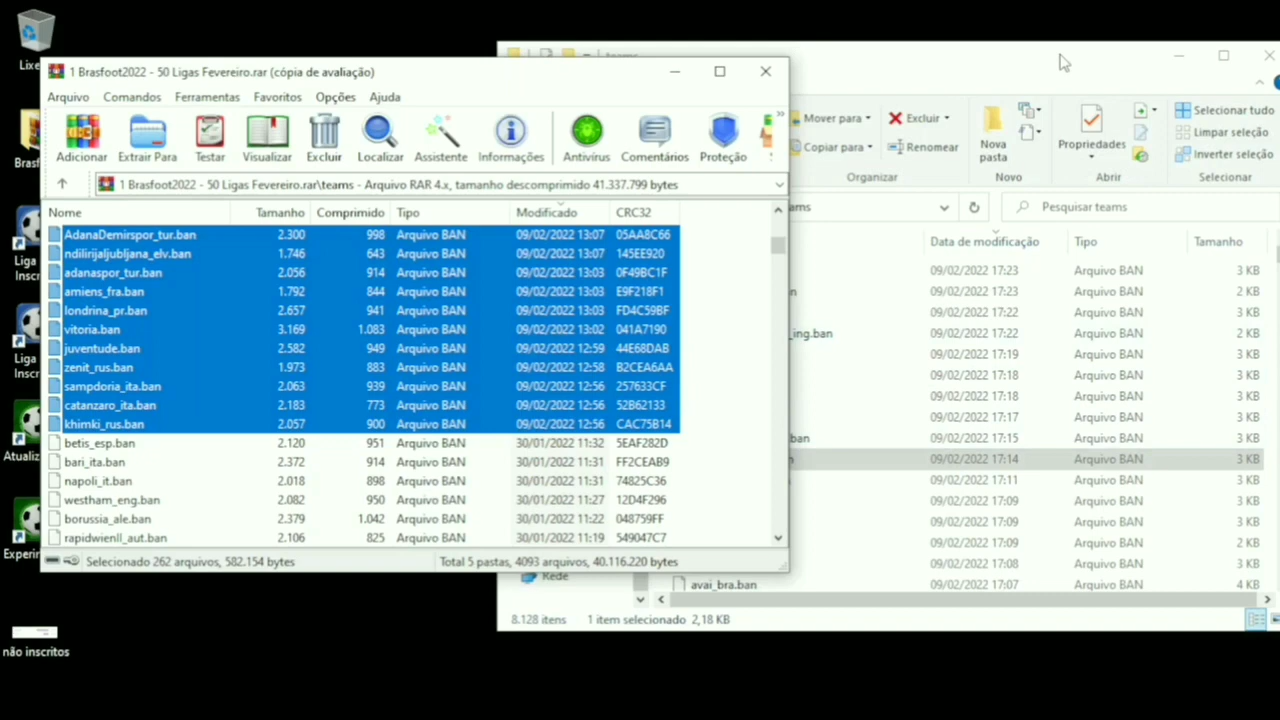 Lixe
Brasf
Liga
Inscr
Liga
Inscr
Atualiz
Experim
não inscritos
1 Brasfoot2022 - 50 Ligas Fevereiro.rar (cópia de avaliação)
Arquivo Comandos Ferramentas Favoritos Opções Ajuda
Adicionar Extrair Para Testar Visualizar Excluir Localizar Assistente Informações Antivírus Comentários Proteção
1 Brasfoot2022 - 50 Ligas Fevereiro.rar\teams - Arquivo RAR 4.x, tamanho descomprimido 41.337.799 bytes
Nome Tamanho Comprimido Tipo Modificado CRC32
AdanaDemirspor_tur.ban 2.300 998 Arquivo BAN 09/02/2022 13:07 05AA8C66
ndilirijaljubljana_elv.ban 1.746 643 Arquivo BAN 09/02/2022 13:07 145EE920
adanaspor_tur.ban 2.056 914 Arquivo BAN 09/02/2022 13:03 0F49BC1F
amiens_fra.ban 1.792 844 Arquivo BAN 09/02/2022 13:03 E9F218F1
londrina_pr.ban 2.657 941 Arquivo BAN 09/02/2022 13:03 FD4C59BF
vitoria.ban 3.169 1.083 Arquivo BAN 09/02/2022 13:02 041A7190
juventude.ban 2.582 949 Arquivo BAN 09/02/2022 12:59 44E68DAB
zenit_rus.ban 1.973 883 Arquivo BAN 09/02/2022 12:58 B2CEA6AA
sampdoria_ita.ban 2.063 939 Arquivo BAN 09/02/2022 12:56 257633CF
catanzaro_ita.ban 2.183 773 Arquivo BAN 09/02/2022 12:56 52B62133
khimki_rus.ban 2.057 900 Arquivo BAN 09/02/2022 12:56 CAC75B14
betis_esp.ban 2.120 951 Arquivo BAN 30/01/2022 11:32 5EAF282D
bari_ita.ban 2.372 914 Arquivo BAN 30/01/2022 11:31 FF2CEAB9
napoli_it.ban 2.018 898 Arquivo BAN 30/01/2022 11:31 74825C36
westham_eng.ban 2.082 950 Arquivo BAN 30/01/2022 11:27 12D4F296
borussia_ale.ban 2.379 1.042 Arquivo BAN 30/01/2022 11:22 048759FF
rapidwienll_aut.ban 2.106 825 Arquivo BAN 30/01/2022 11:19 549047C7
Selecionado 262 arquivos, 582.154 bytes Total 5 pastas, 4093 arquivos, 40.116.220 bytes
teams
Mover para Excluir Nova pasta Propriedades Selecionar tudo
Copiar para Renomear Limpar seleção
Inverter seleção
Organizar Novo Abrir Selecionar
ams Pesquisar teams
Data de modificação Tipo Tamanho
09/02/2022 17:23 Arquivo BAN 3 KB
n 09/02/2022 17:23 Arquivo BAN 2 KB
09/02/2022 17:22 Arquivo BAN 3 KB
_ing.ban 09/02/2022 17:22 Arquivo BAN 2 KB
09/02/2022 17:19 Arquivo BAN 3 KB
09/02/2022 17:18 Arquivo BAN 3 KB
09/02/2022 17:18 Arquivo BAN 3 KB
09/02/2022 17:17 Arquivo BAN 3 KB
ban 09/02/2022 17:15 Arquivo BAN 3 KB
09/02/2022 17:14 Arquivo BAN 3 KB
09/02/2022 17:11 Arquivo BAN 3 KB
09/02/2022 17:09 Arquivo BAN 3 KB
09/02/2022 17:09 Arquivo BAN 3 KB
09/02/2022 17:09 Arquivo BAN 2 KB
09/02/2022 17:08 Arquivo BAN 3 KB
avai_bra.ban 09/02/2022 17:07 Arquivo BAN 4 KB
Rede
8.128 itens 1 item selecionado 2,18 KB